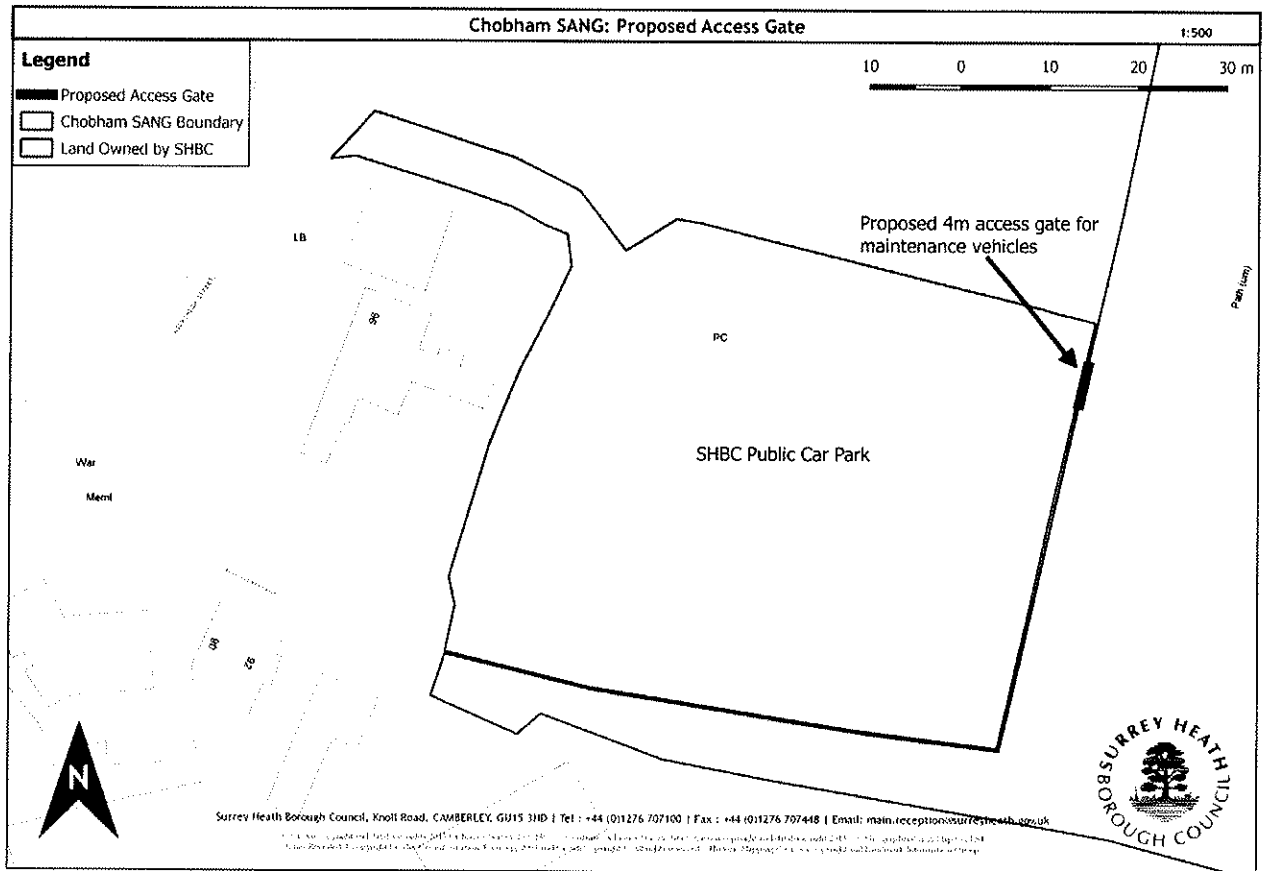 Chobham SANG: Proposed Access Gate
1:500
Legend
Proposed Access Gate
Chobham SANG Boundary
Land Owned by SHBC
10 0 10 20 30 m
Proposed 4m access gate for
maintenance vehicles
LB
Path (um)
96
PC
SHBC Public Car Park
War
Meml
90
92
N
SURREY HEATH
BOROUGH COUNCIL
Surrey Heath Borough Council, Knoll Road, CAMBERLEY, GU15 3HD | Tel : +44 (0)1276 707100 | Fax : +44 (0)1276 707448 | Email: main.reception@surreyheath.gov.uk